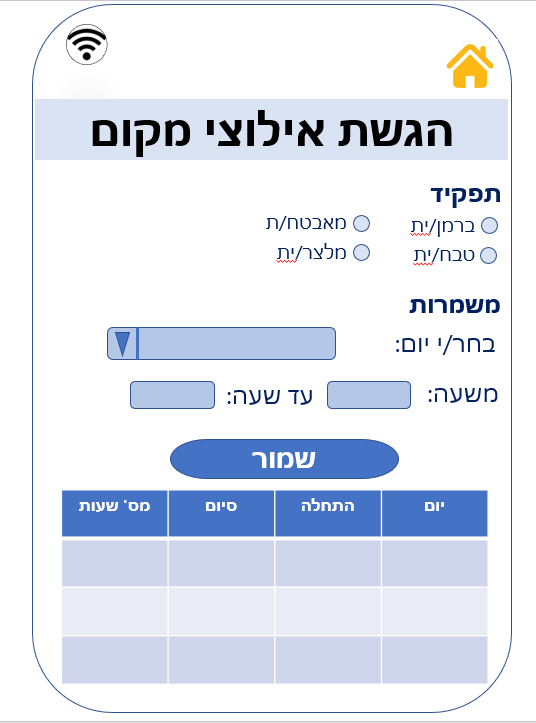 הגשת אילוצי מקום
תפקיד
ברמן/ית מאבטח/ת
טבח/ית מלצר/ית
משמרות
בחר/י יום:
משעה: עד שעה:
שמור
יום התחלה סיום מס' שעות